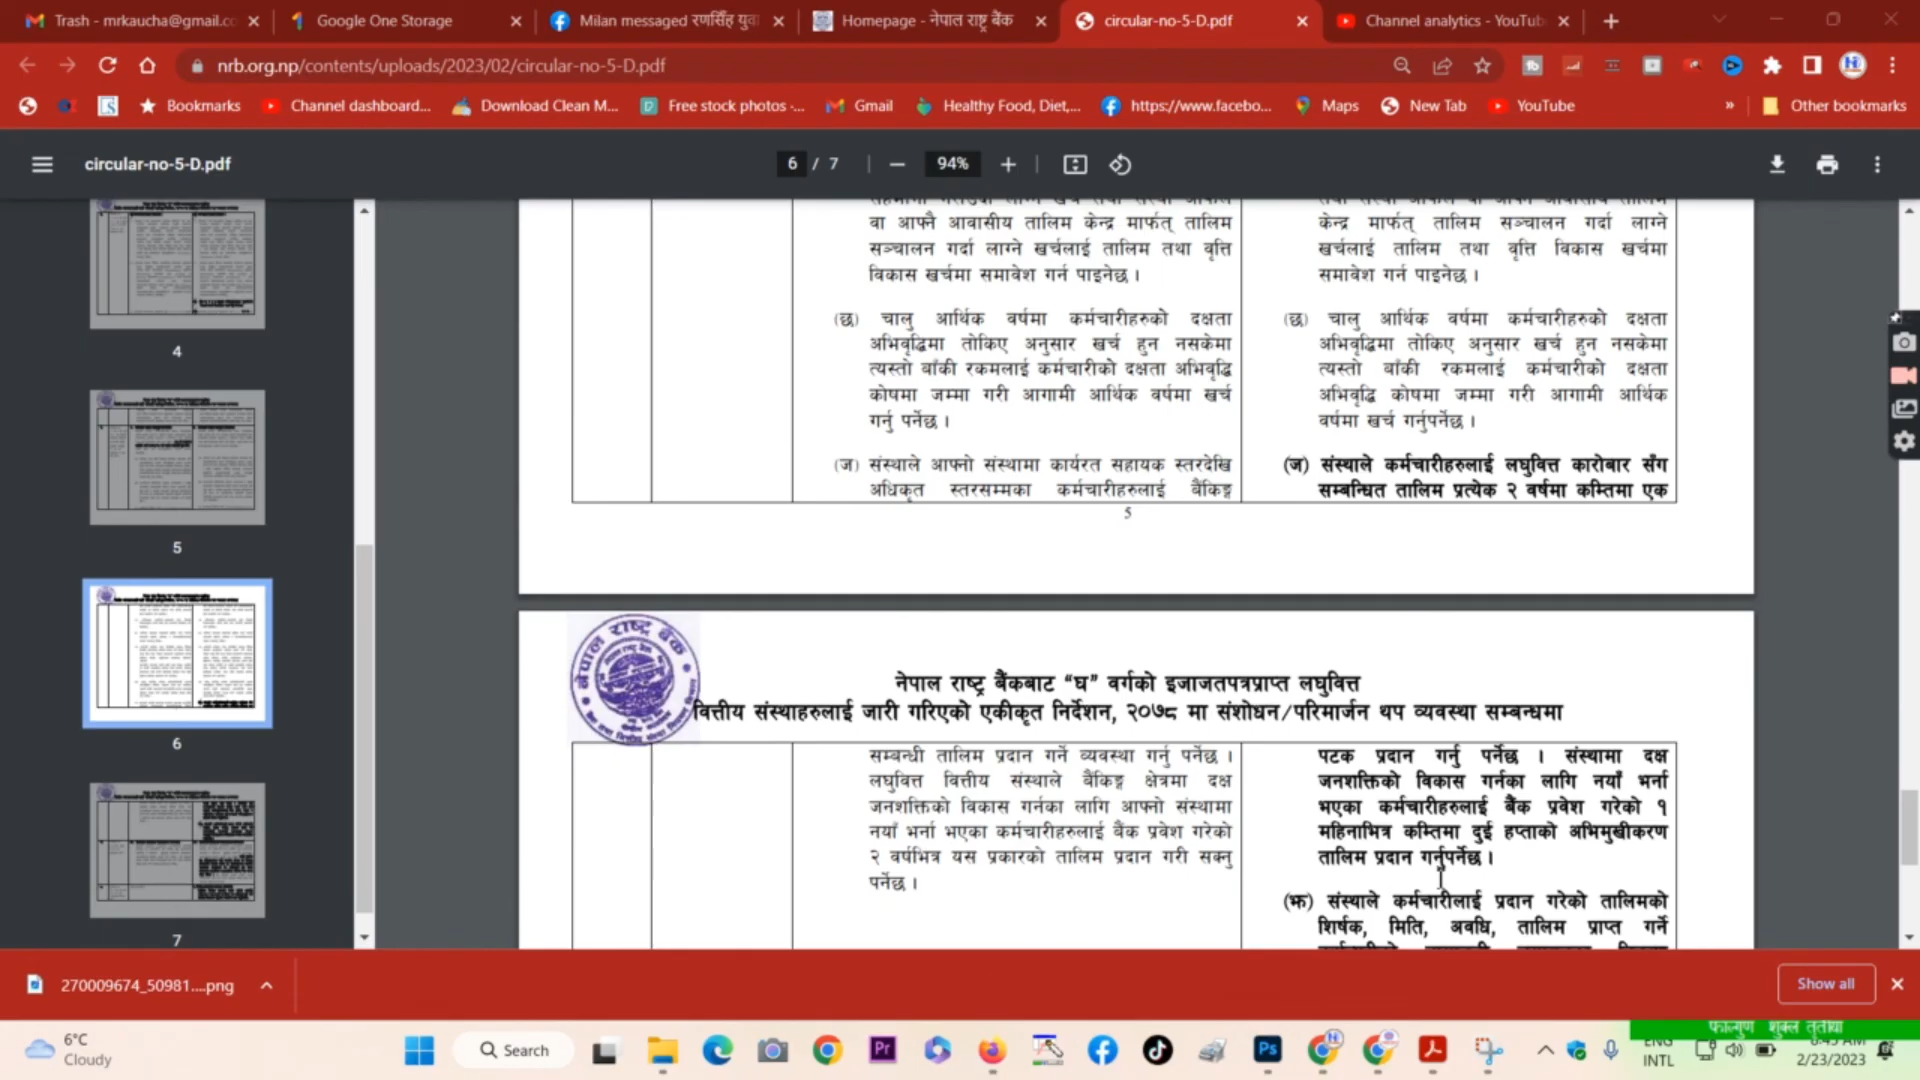 Trash - mrkaucha@gmail.co
Google One Storage
Milan messaged रणसिँह युवा
Homepage - नेपाल राष्ट्र बैंक
circular-no-5-D.pdf
Channel analytics - YouTub
nrb.org.np/contents/uploads/2023/02/circular-no-5-D.pdf
Bookmarks
Channel dashboard...
Download Clean M...
Free stock photos -...
Gmail
Healthy Food, Diet,...
https://www.facebo...
Maps
New Tab
YouTube
»
Other bookmarks
circular-no-5-D.pdf
6 / 7
94%
4
5
6
7
वा आफ्नै आवासीय तालिम केन्द्र मार्फत् तालिम
सञ्चालन गर्दा लाग्ने खर्चलाई तालिम तथा वृत्ति
विकास खर्चमा समावेश गर्न पाइनेछ ।
(छ) चालु आर्थिक वर्षमा कर्मचारीहरुको दक्षता
अभिवृद्धिमा तोकिए अनुसार खर्च हुन नसकेमा
त्यस्तो बाँकी रकमलाई कर्मचारीको दक्षता अभिवृद्धि
कोषमा जम्मा गरी आगामी आर्थिक वर्षमा खर्च
गर्नु पर्नेछ ।
(ज) संस्थाले आफ्नो संस्थामा कार्यरत सहायक स्तरदेखि
अधिकृत स्तरसम्मका कर्मचारीहरुलाई बैंकिङ्ग
केन्द्र मार्फत् तालिम सञ्चालन गर्दा लाग्ने
खर्चलाई तालिम तथा वृत्ति विकास खर्चमा
समावेश गर्न पाइनेछ ।
(छ) चालु आर्थिक वर्षमा कर्मचारीहरुको दक्षता
अभिवृद्धिमा तोकिए अनुसार खर्च हुन नसकेमा
त्यस्तो बाँकी रकमलाई कर्मचारीको दक्षता
अभिवृद्धि कोषमा जम्मा गरी आगामी आर्थिक
वर्षमा खर्च गर्नुपर्नेछ ।
(ज) संस्थाले कर्मचारीहरुलाई लघुवित्त कारोबार सँग
सम्बन्धित तालिम प्रत्येक २ वर्षमा कम्तिमा एक
5
नेपाल राष्ट्र बैंक
नेपाल राष्ट्र बैंकबाट “घ” वर्गको इजाजतपत्रप्राप्त लघुवित्त
वित्तीय संस्थाहरुलाई जारी गरिएको एकीकृत निर्देशन, २०७८ मा संशोधन/परिमार्जन थप व्यवस्था सम्बन्धमा
सम्बन्धी तालिम प्रदान गर्ने व्यवस्था गर्नु पर्नेछ ।
लघुवित्त वित्तीय संस्थाले बैंकिङ्ग क्षेत्रमा दक्ष
जनशक्तिको विकास गर्नका लागि आफ्नो संस्थामा
नयाँ भर्ना भएका कर्मचारीहरुलाई बैंक प्रवेश गरेको
२ वर्षभित्र यस प्रकारको तालिम प्रदान गरी सक्नु
पर्नेछ ।
पटक प्रदान गर्नु पर्नेछ । संस्थामा दक्ष
जनशक्तिको विकास गर्नका लागि नयाँ भर्ना
भएका कर्मचारीहरुलाई बैंक प्रवेश गरेको १
महिनाभित्र कम्तिमा दुई हप्ताको अभिमुखीकरण
तालिम प्रदान गर्नुपर्नेछ ।
(झ) संस्थाले कर्मचारीलाई प्रदान गरेको तालिमको
शिर्षक, मिति, अवधि, तालिम प्राप्त गर्ने
270009674_50981....png
Show all
6°C
Cloudy
Search
फाल्गुण शुक्ल तृतीया
ENG
INTL
8:45 AM
2/23/2023